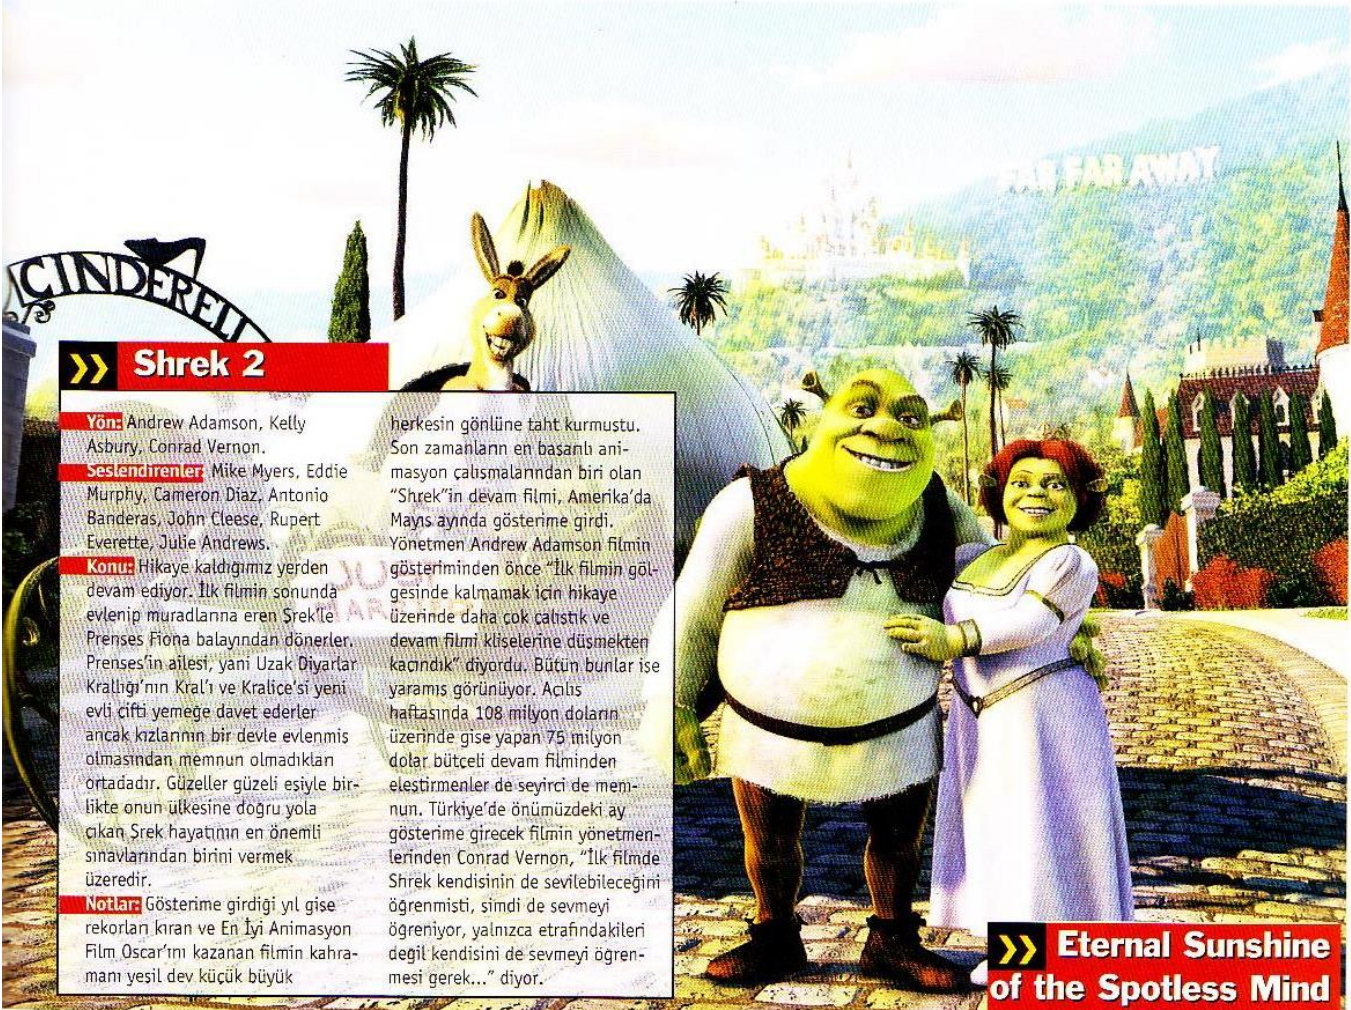 FAR FAR AWAY
CINDEREL
Shrek 2
Yön: Andrew Adamson, Kelly
Asbury, Conrad Vernon.
Seslendirenler: Mike Myers, Eddie
Murphy, Cameron Diaz, Antonio
Banderas, John Cleese, Rupert
Everette, Julie Andrews.
Konu: Hikaye kaldığımız yerden
devam ediyor. İlk filmin sonunda
evlenip muradlarına eren Şrek'le
Prenses Fiona balayından dönerler.
Prenses'in ailesi, yani Uzak Diyarlar
Krallığı'nın Kral'ı ve Kraliçe'si yeni
evli çifti yemeğe davet ederler
ancak kızlarının bir devle evlenmiş
olmasından memnun olmadıkları
ortadadır. Güzeller güzeli eşiyle bir-
likte onun ülkesine doğru yola
çıkan Şrek hayatının en önemli
sınavlarından birini vermek
üzeredir.
Notlar: Gösterime girdiği yıl gişe
rekorları kıran ve En İyi Animasyon
Film Oscar'ını kazanan filmin kahra-
manı yeşil dev küçük büyük
herkesin gönlüne taht kurmuştu.
Son zamanların en başarılı ani-
masyon çalışmalarından biri olan
"Shrek"in devam filmi, Amerika'da
Mayıs ayında gösterime girdi.
Yönetmen Andrew Adamson filmin
gösteriminden önce "İlk filmin göl-
gesinde kalmamak için hikaye
üzerinde daha çok çalıştık ve
devam filmi klişelerine düşmekten
kaçındık" diyordu. Bütün bunlar işe
yaramış görünüyor. Açılış
haftasında 108 milyon doların
üzerinde gişe yapan 75 milyon
dolar bütçeli devam filminden
eleştirmenler de seyirci de mem-
nun. Türkiye'de önümüzdeki ay
gösterime girecek filmin yönetmen-
lerinden Conrad Vernon, "İlk filmde
Shrek kendisinin de sevilebileceğini
öğrenmişti, şimdi de sevmeyi
öğreniyor, yalnızca etrafındakileri
değil kendisini de sevmeyi öğren-
mesi gerek..." diyor.
Eternal Sunshine
of the Spotless Mind